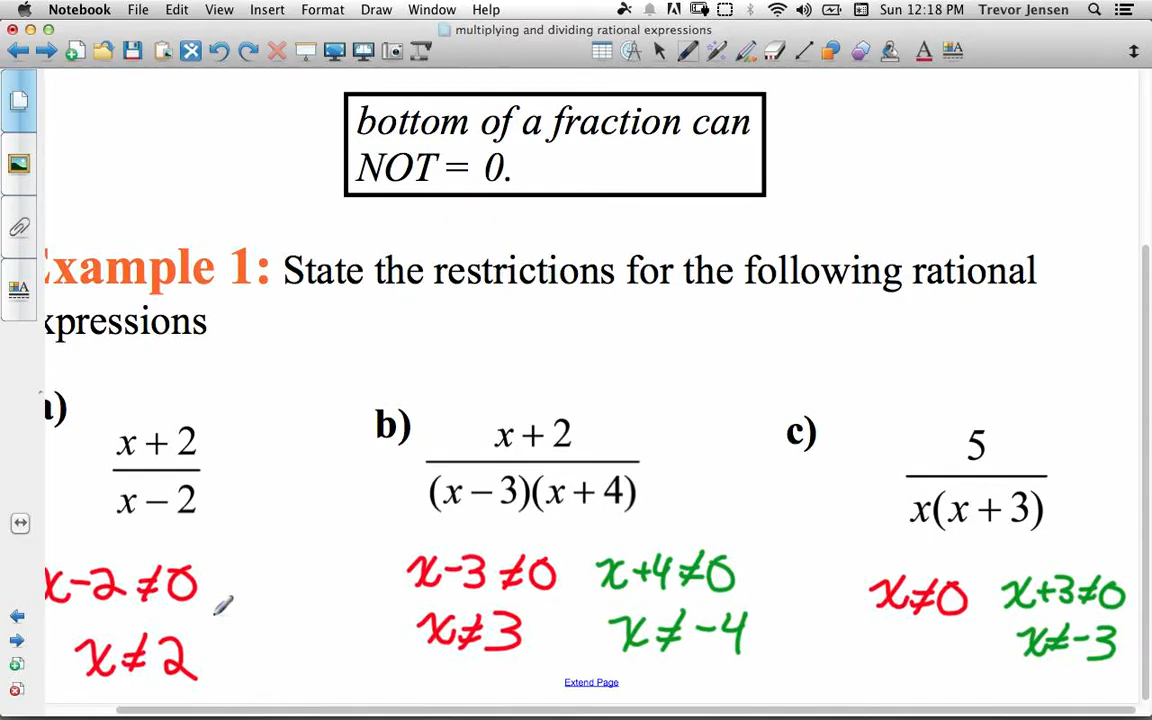 Notebook File Edit View Insert Format Draw Window Help Sun 12:18 PM Trevor Jensen
multiplying and dividing rational expressions
bottom of a fraction can
NOT = 0.
Example 1: State the restrictions for the following rational
xpressions
a) x + 2
x − 2
x-2≠0
x≠2
b) x + 2
(x − 3)(x + 4)
x-3≠0 x+4≠0
x≠3 x≠-4
c) 5
x(x + 3)
x≠0 x+3≠0
x≠-3
Extend Page